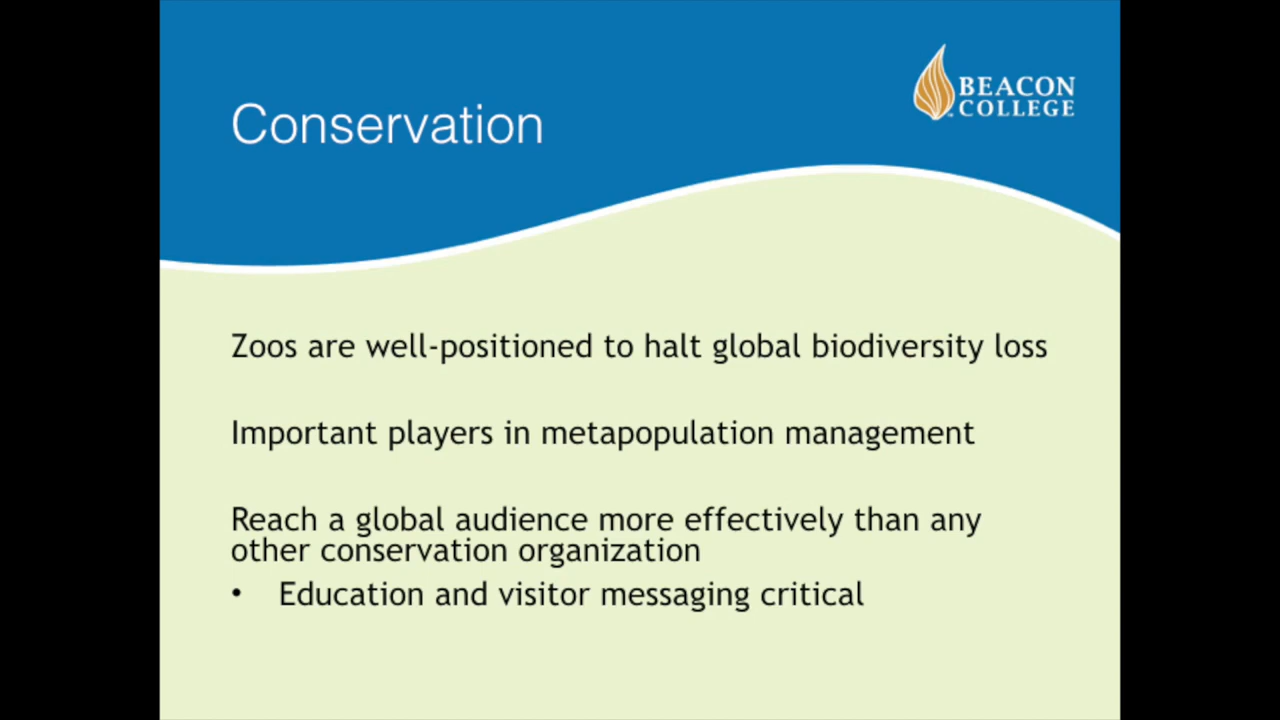 BEACON
COLLEGE
Conservation
Zoos are well-positioned to halt global biodiversity loss
Important players in metapopulation management
Reach a global audience more effectively than any
other conservation organization
• Education and visitor messaging critical